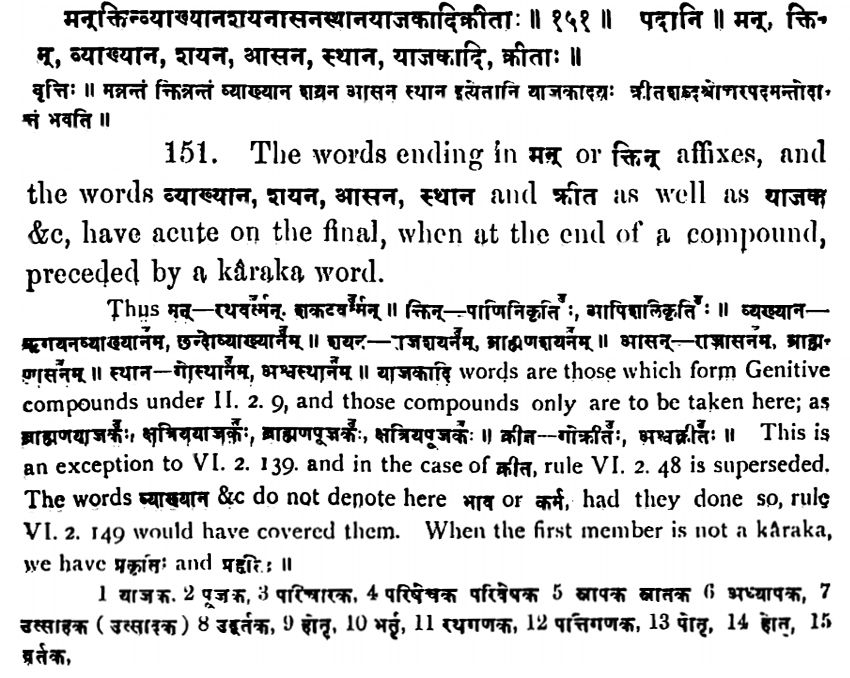 मन्क्तिन्व्याख्यानशयनासनस्थानयाजकादिक्रीताः ॥ १५१ ॥ पदानि ॥ मन्, क्ति-
न्, व्याख्यान, शयन, आसन, स्थान, याजकादि, क्रीताः ॥
वृत्तिः ॥ मन्नन्तं क्तिन्नन्तं व्याख्यान शयन आसन स्थान इत्येतानि याजकादयः क्रीतशब्दश्चोत्तरपदमन्तोदा-
त्तं भवति ॥
151. The words ending in मन् or क्तिन् affixes, and
the words व्याख्यान, शयन, आसन, स्थान and क्रीत as well as याजक
&c, have acute on the final, when at the end of a compound,
preceded by a kâraka word.
Thus मन्—रथवर्त्मन्॑. शकटवर्त्मन्॑ ॥ क्तिन्—पाणिनिकृति॑ः, आपिशलिकृति॑ः ॥ व्यख्यान—
ऋगयनव्याख्यान॑म, छन्दोव्याख्यान॑म् ॥ शयन—राजशयन॑म्, ब्राह्मणशयन॑म् ॥ आसन—राजासन॑म, ब्राह्म-
णासन॑म् ॥ स्थान—गोस्थान॑म्, अश्वस्थान॑म् ॥ याजकादि words are those which form Genitive
compounds under II. 2. 9, and those compounds only are to be taken here; as
ब्राह्मणयाजक॑ः, क्षत्रिययाजक॑ः, ब्राह्मणपूजक॑ः, क्षत्रियपूजक॑ः ॥ क्रीत—गोक्रीत॑ः, अश्वक्रीत॑ः ॥ This is
an exception to VI. 2. 139. and in the case of क्रीत, rule VI. 2. 48 is superseded.
The words व्याख्यान &c do not denote here भाव or कर्म, had they done so, rule
VI. 2. 149 would have covered them. When the first member is not a kâraka,
we have प्रकृतिः and प्रहृतिः ॥
1 याजक. 2 पूजक, 3 परिचारक, 4 परिषेचक परिवेषक 5 स्नापक स्नातक 6 अध्यापक, 7
उत्साहक ( उत्सादक ) 8 उद्वर्तक, 9 होतृ, 10 भर्तृ, 11 रथगणक, 12 पत्तिगणक, 13 पोतृ, 14 होतृ, 15
वर्तक,